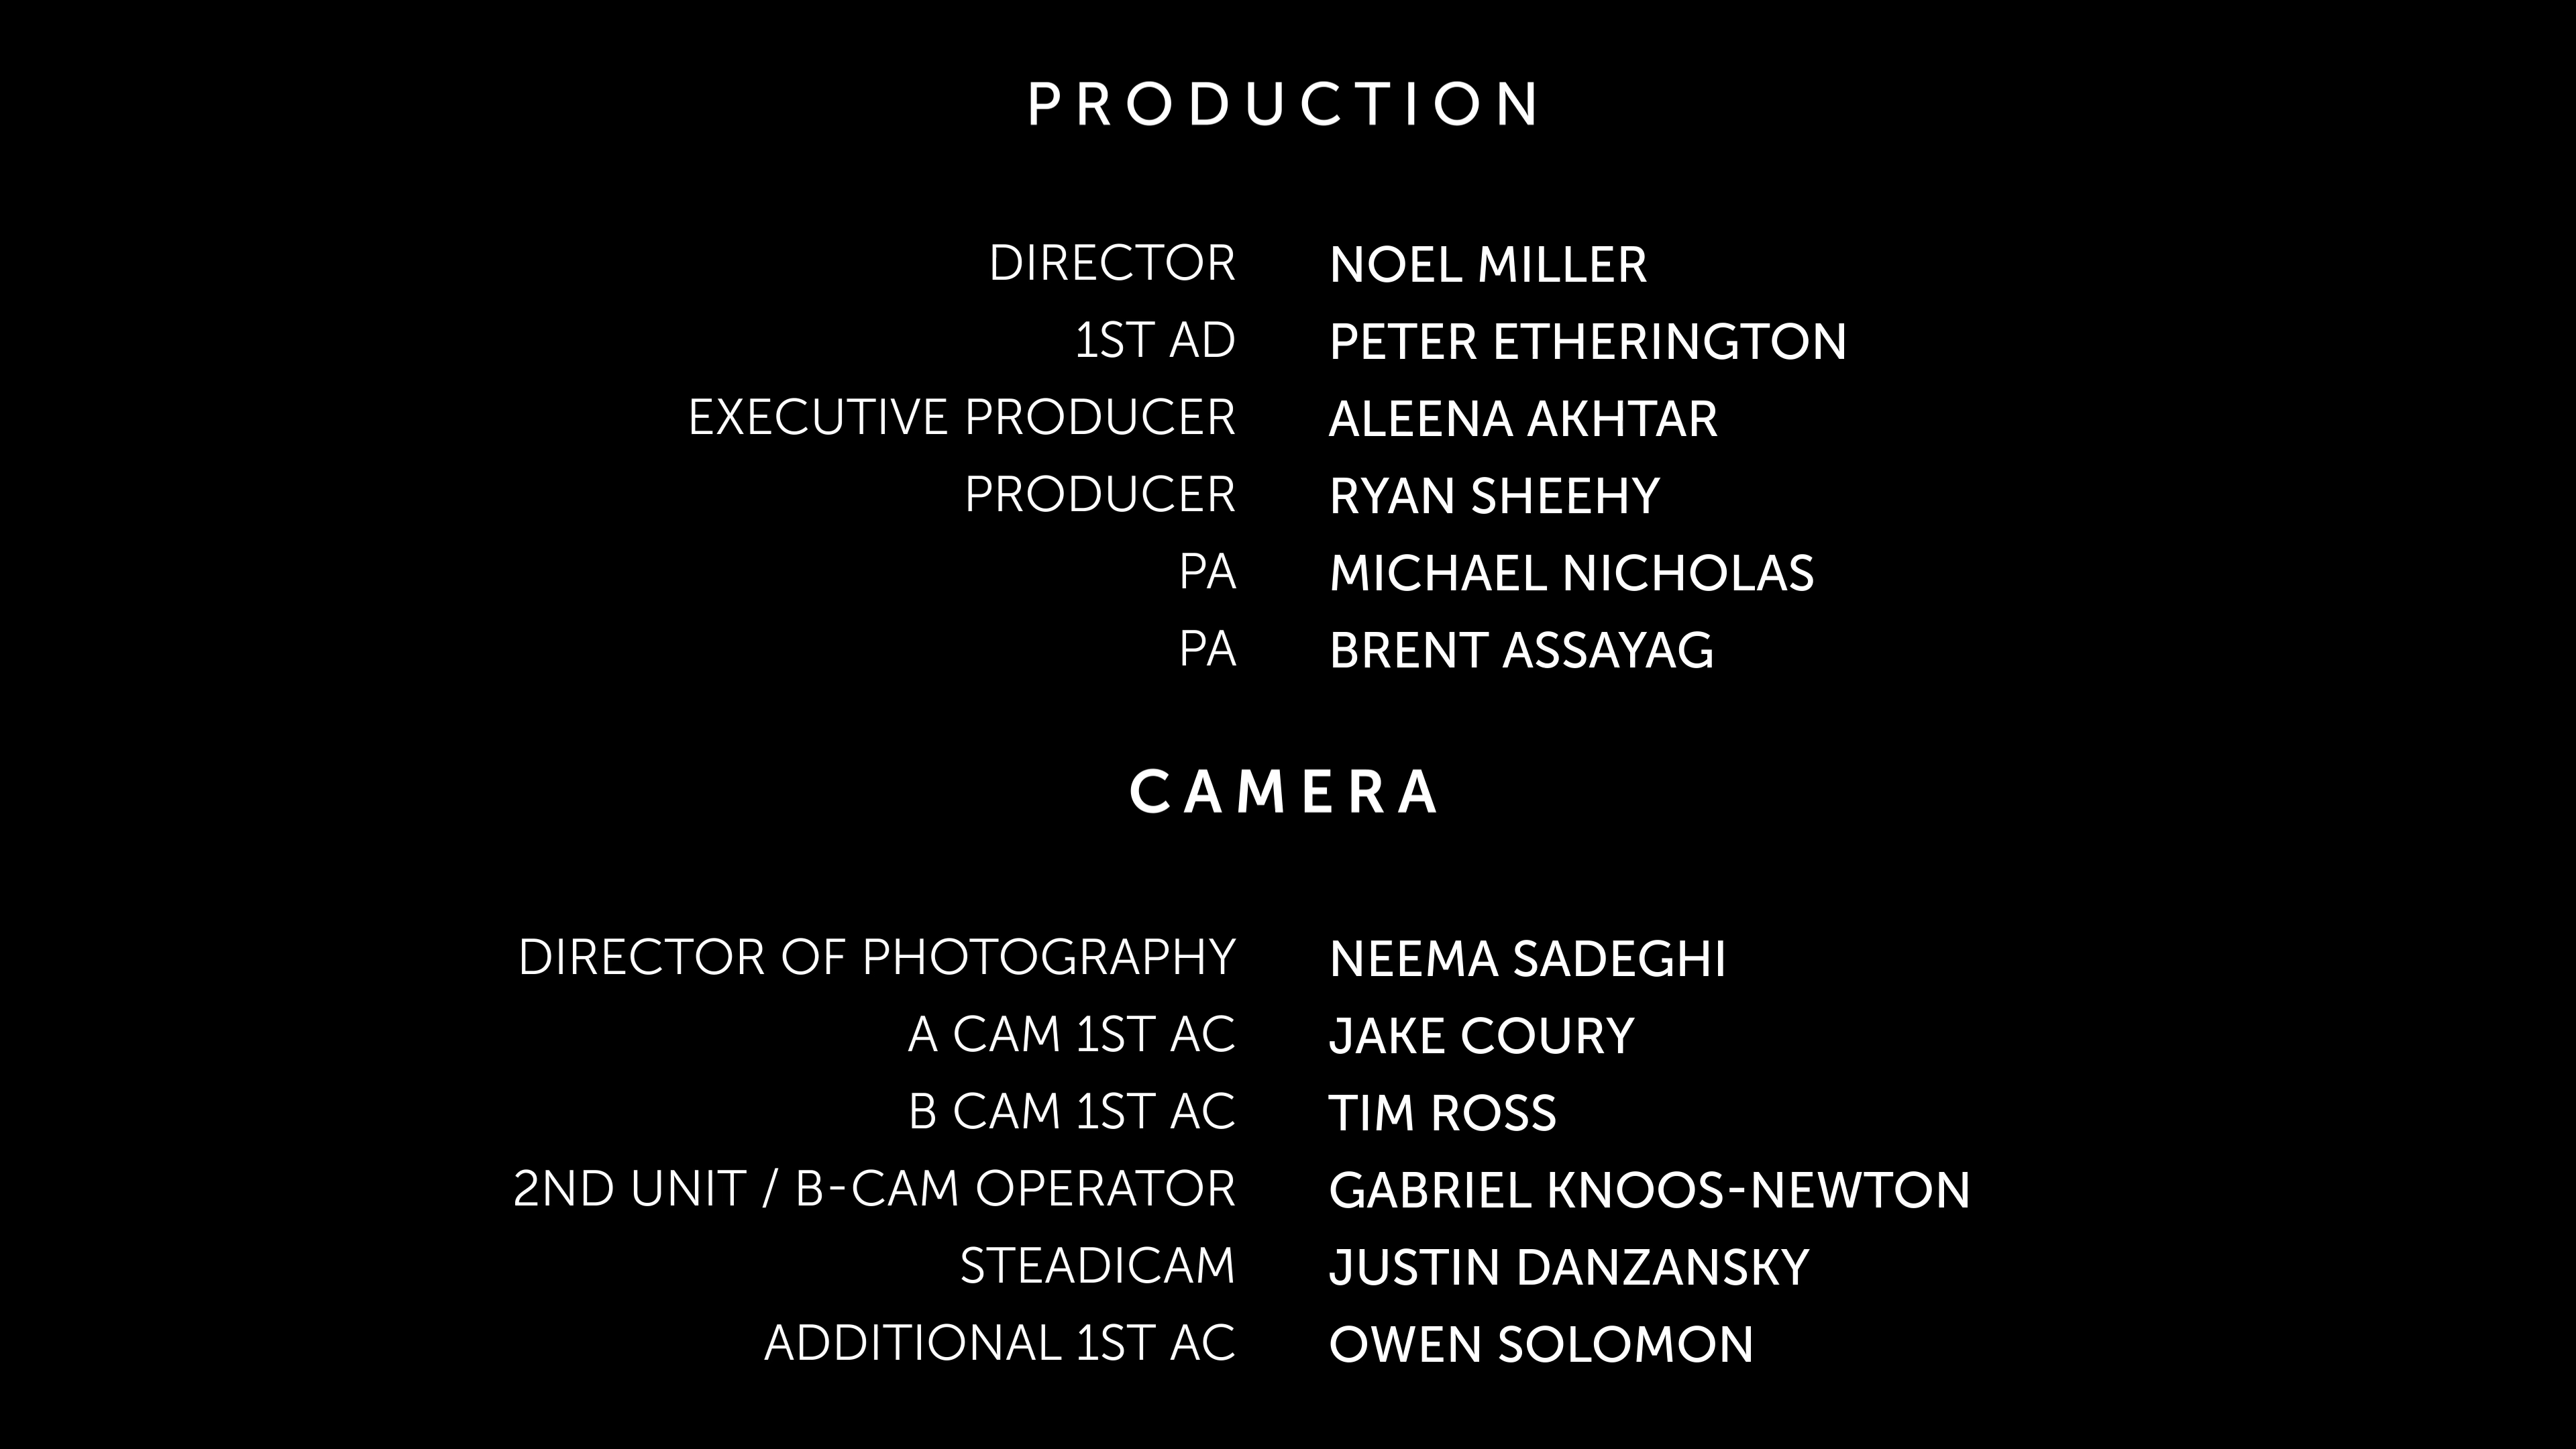 PRODUCTION
DIRECTOR NOEL MILLER
1ST AD PETER ETHERINGTON
EXECUTIVE PRODUCER ALEENA AKHTAR
PRODUCER RYAN SHEEHY
PA MICHAEL NICHOLAS
PA BRENT ASSAYAG
CAMERA
DIRECTOR OF PHOTOGRAPHY NEEMA SADEGHI
A CAM 1ST AC JAKE COURY
B CAM 1ST AC TIM ROSS
2ND UNIT / B-CAM OPERATOR GABRIEL KNOOS-NEWTON
STEADICAM JUSTIN DANZANSKY
ADDITIONAL 1ST AC OWEN SOLOMON